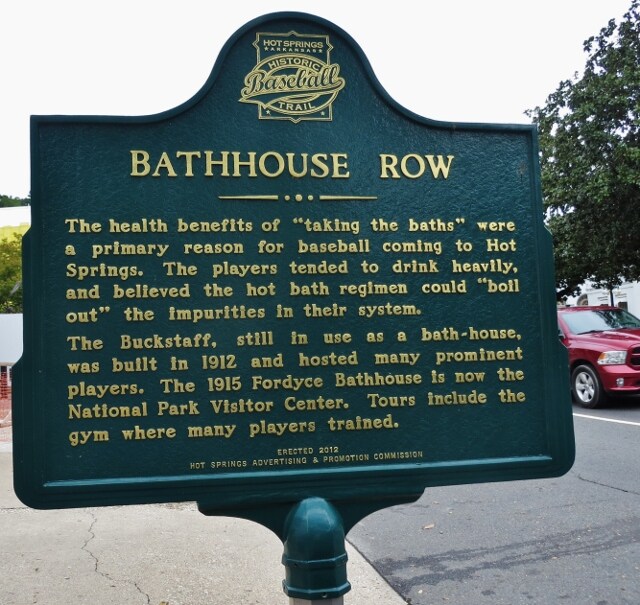 HOT SPRINGS
ARKANSAS
HISTORIC
Baseball
TRAIL
BATHHOUSE ROW
The health benefits of "taking the baths" were
a primary reason for baseball coming to Hot
Springs. The players tended to drink heavily,
and believed the hot bath regimen could "boil
out" the impurities in their system.
The Buckstaff, still in use as a bath-house,
was built in 1912 and hosted many prominent
players. The 1915 Fordyce Bathhouse is now the
National Park Visitor Center. Tours include the
gym where many players trained.
ERECTED 2012
HOT SPRINGS ADVERTISING & PROMOTION COMMISSION